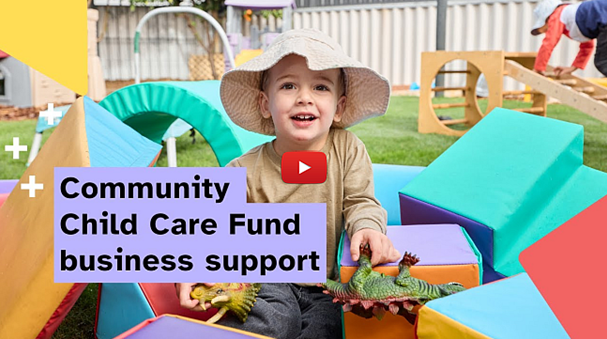 Community
Child Care Fund
business support